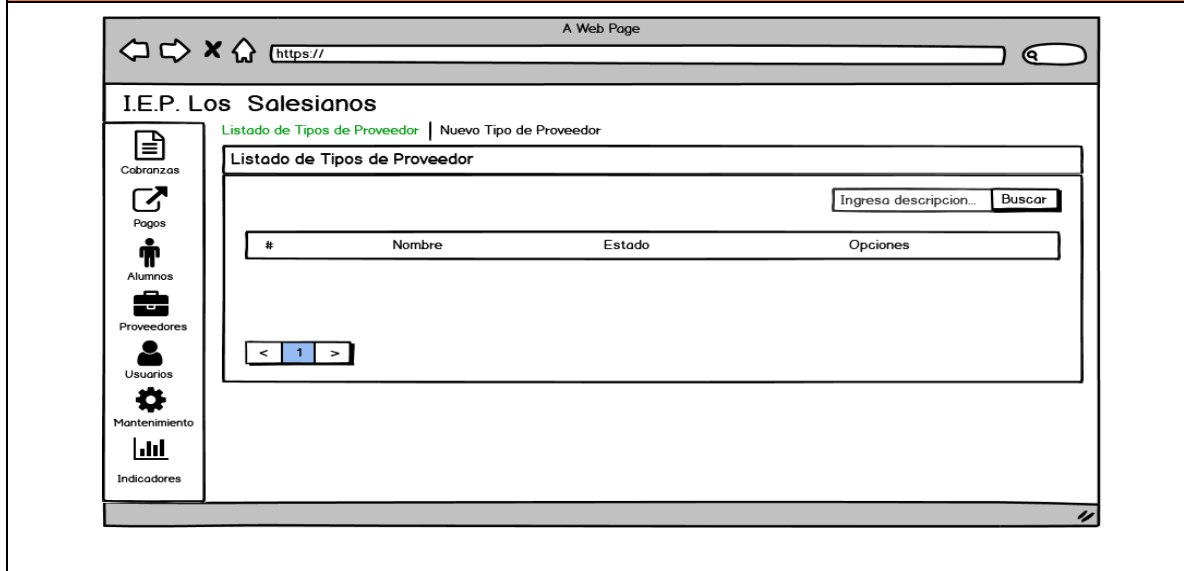 A Web Page
https://
I.E.P. Los Salesianos
Listado de Tipos de Proveedor | Nuevo Tipo de Proveedor
Listado de Tipos de Proveedor
Ingresa descripcion... Buscar
# Nombre Estado Opciones
< 1 >
Cobranzas
Pagos
Alumnos
Proveedores
Usuarios
Mantenimiento
Indicadores